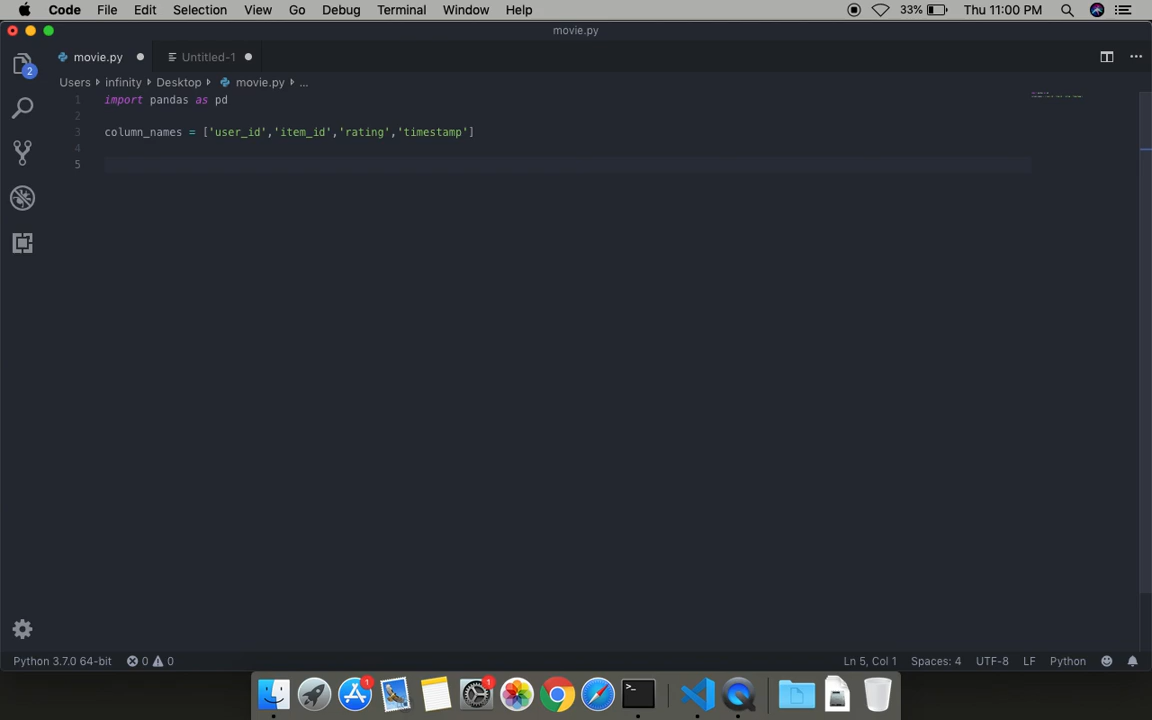 Code File Edit Selection View Go Debug Terminal Window Help 33% Thu 11:00 PM
movie.py
movie.py Untitled-1
2
Users infinity Desktop movie.py ...
1 import pandas as pd
2
3 column_names = ['user_id','item_id','rating','timestamp']
4
5
Python 3.7.0 64-bit 0 0 Ln 5, Col 1 Spaces: 4 UTF-8 LF Python
1 1